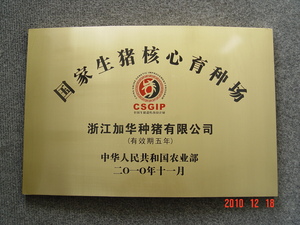 国家生猪核心育种场
CSGIP
浙江加华种猪有限公司
(有效期五年)
中华人民共和国农业部
二〇一〇年十一月
2010 12 16